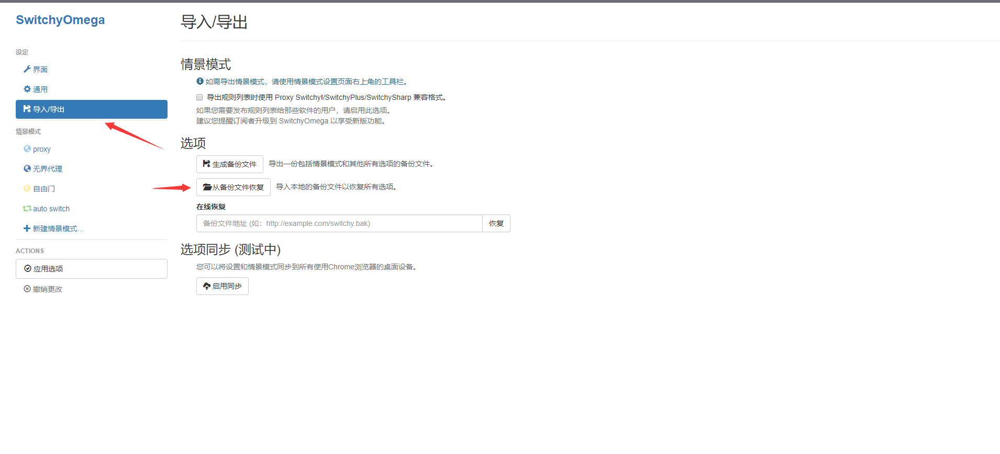 SwitchyOmega
设定
界面
通用
导入/导出
情景模式
proxy
无界代理
自由门
auto switch
新建情景模式…
ACTIONS
应用选项
撤销更改
导入/导出
情景模式
如需导出情景模式，请使用情景模式设置页面右上角的工具栏。
导出规则列表时使用 Proxy Switchy!/SwitchyPlus/SwitchySharp 兼容格式。
如果您需要发布规则列表给那些软件的用户，请启用此选项。
建议您提醒订阅者升级到 SwitchyOmega 以享受新版功能。
选项
生成备份文件 导出一份包括情景模式和其他所有选项的备份文件。
从备份文件恢复 导入本地的备份文件以恢复所有选项。
在线恢复
备份文件地址 (如：http://example.com/switchy.bak) 恢复
选项同步 (测试中)
您可以将设置和情景模式同步到所有使用Chrome浏览器的桌面设备。
启用同步